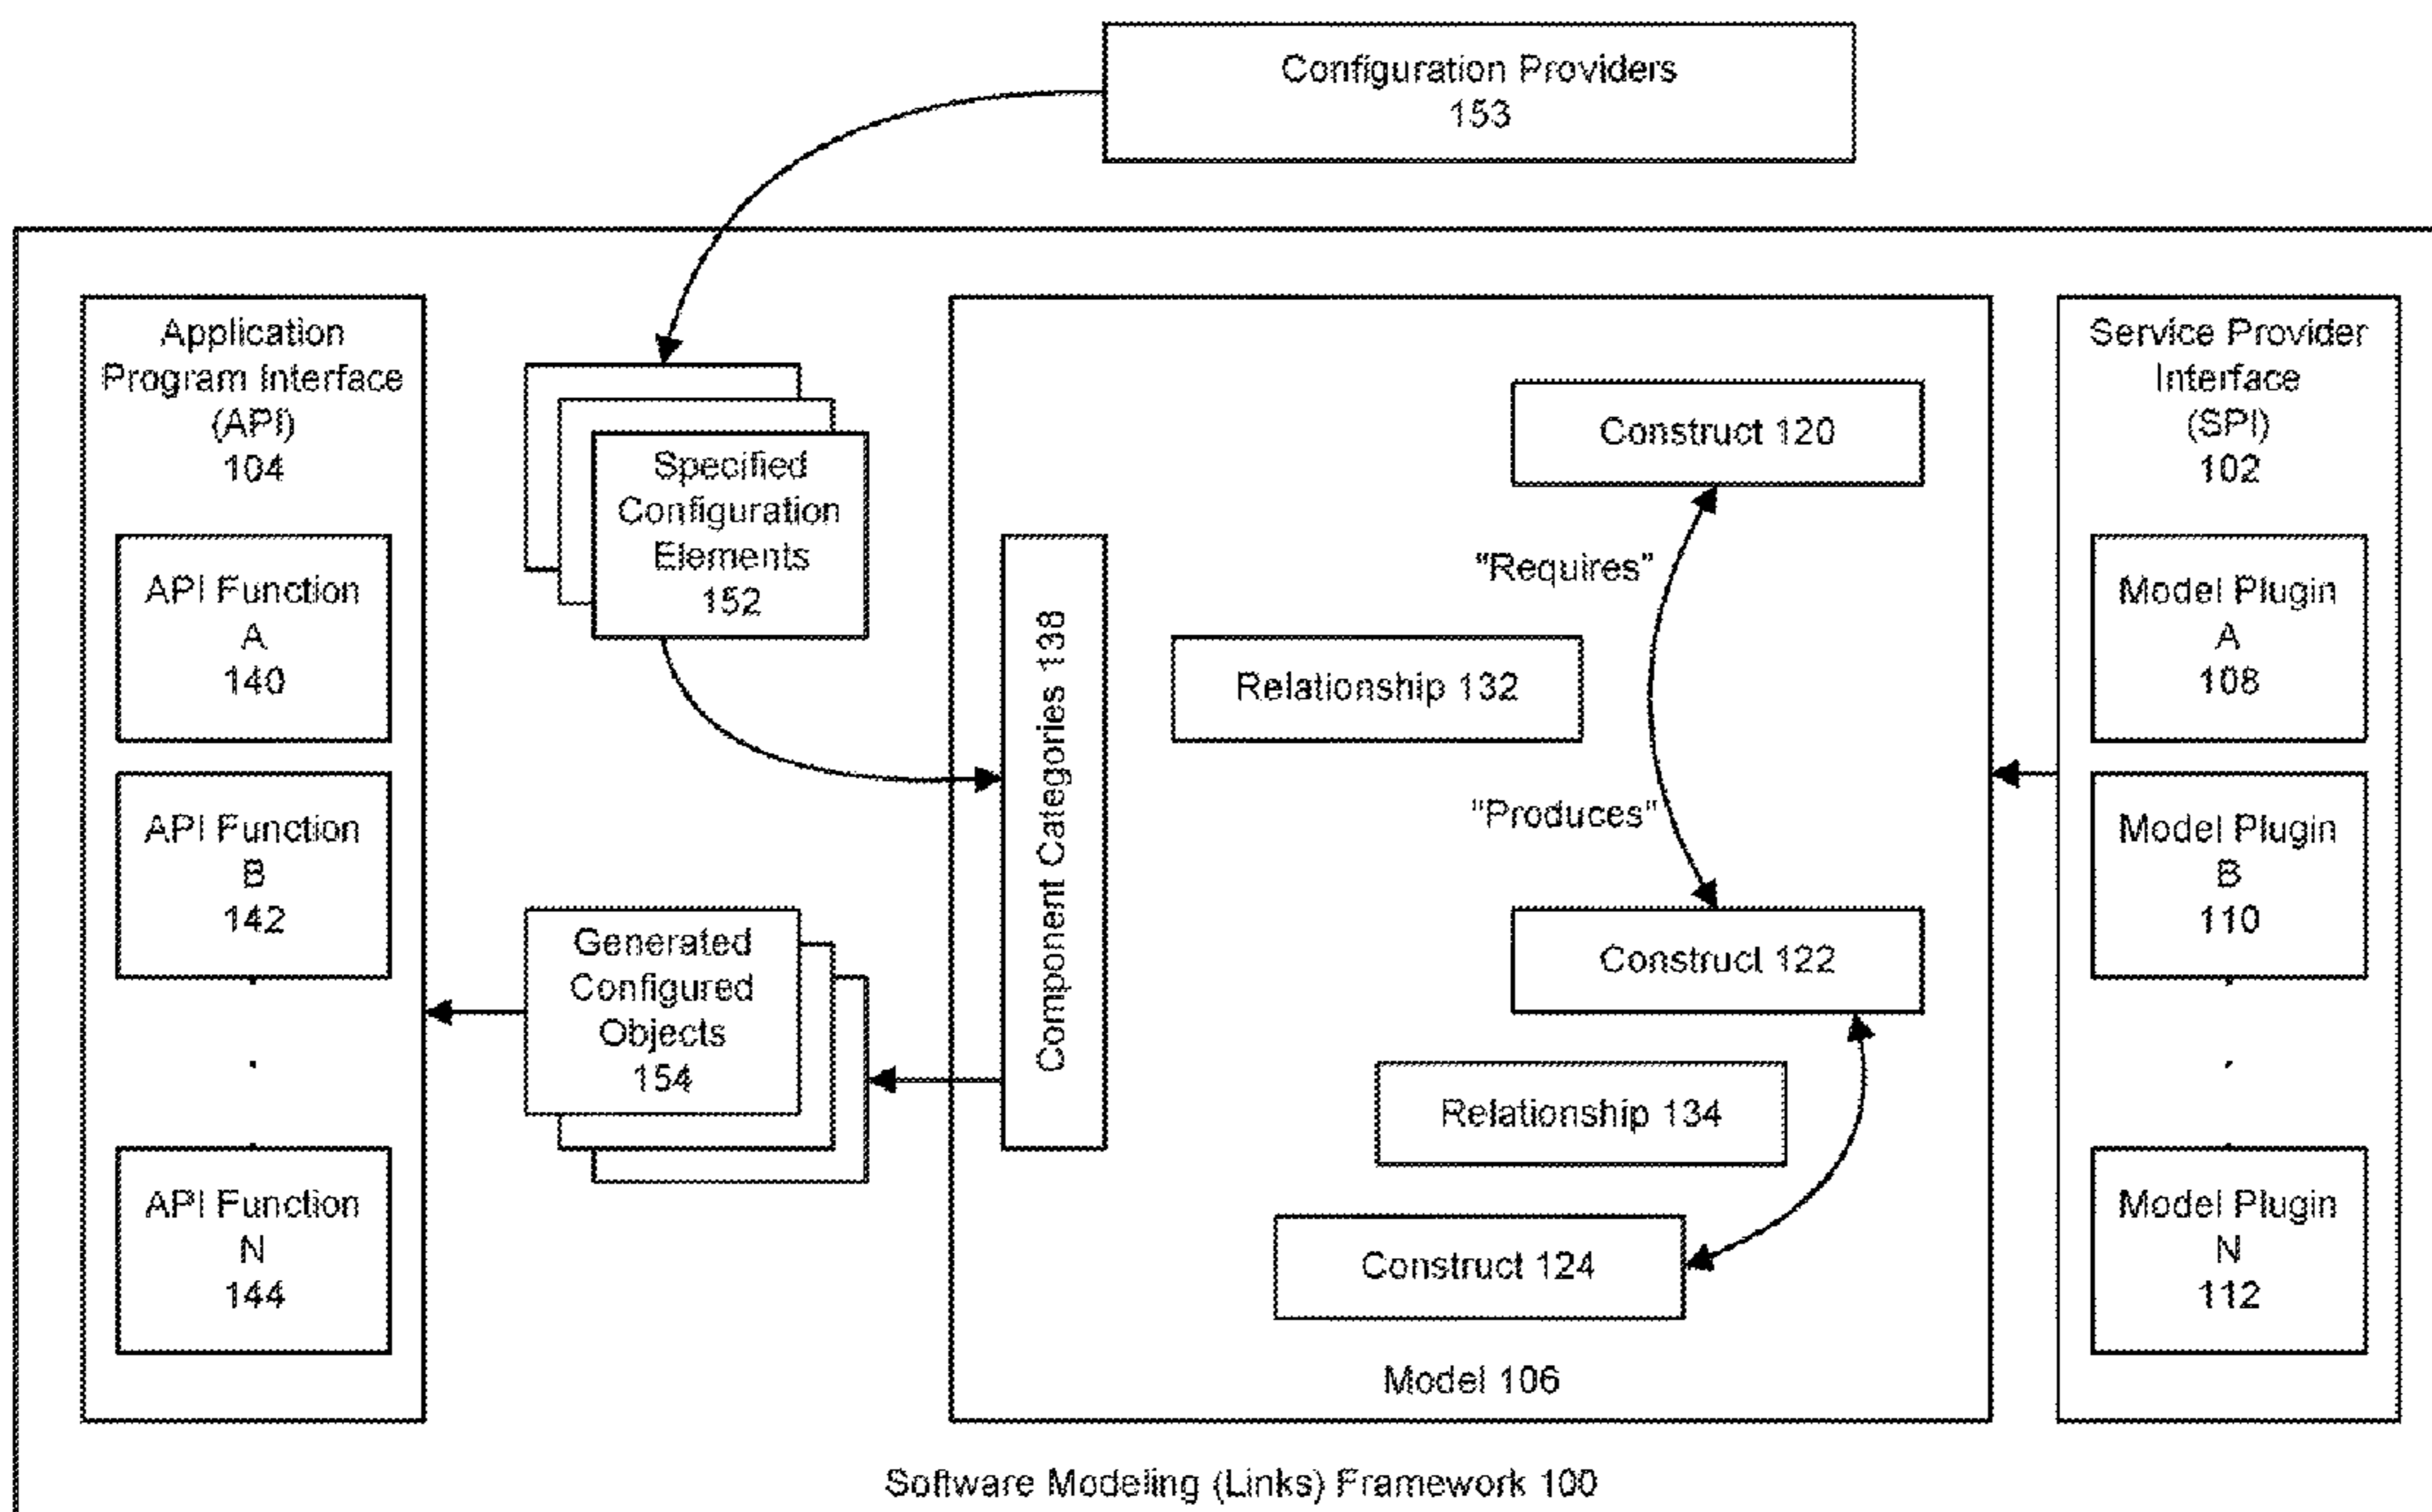 Configuration Providers
153
Application
Program Interface
(API)
104
API Function
A
140
API Function
B
142
API Function
N
144
Specified
Configuration
Elements
152
Generated
Configured
Objects
154
Component Categories 138
Construct 120
"Requires"
Relationship 132
"Produces"
Construct 122
Relationship 134
Construct 124
Model 106
Service Provider
Interface
(SPI)
102
Model Plugin
A
108
Model Plugin
B
110
Model Plugin
N
112
Software Modeling (Links) Framework 100